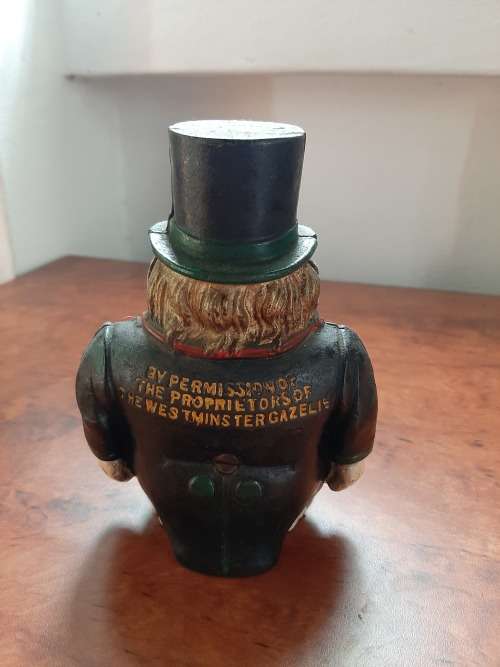 BY PERMISSION OF
THE PROPRIETORS OF
THE WESTMINSTER GAZETTE